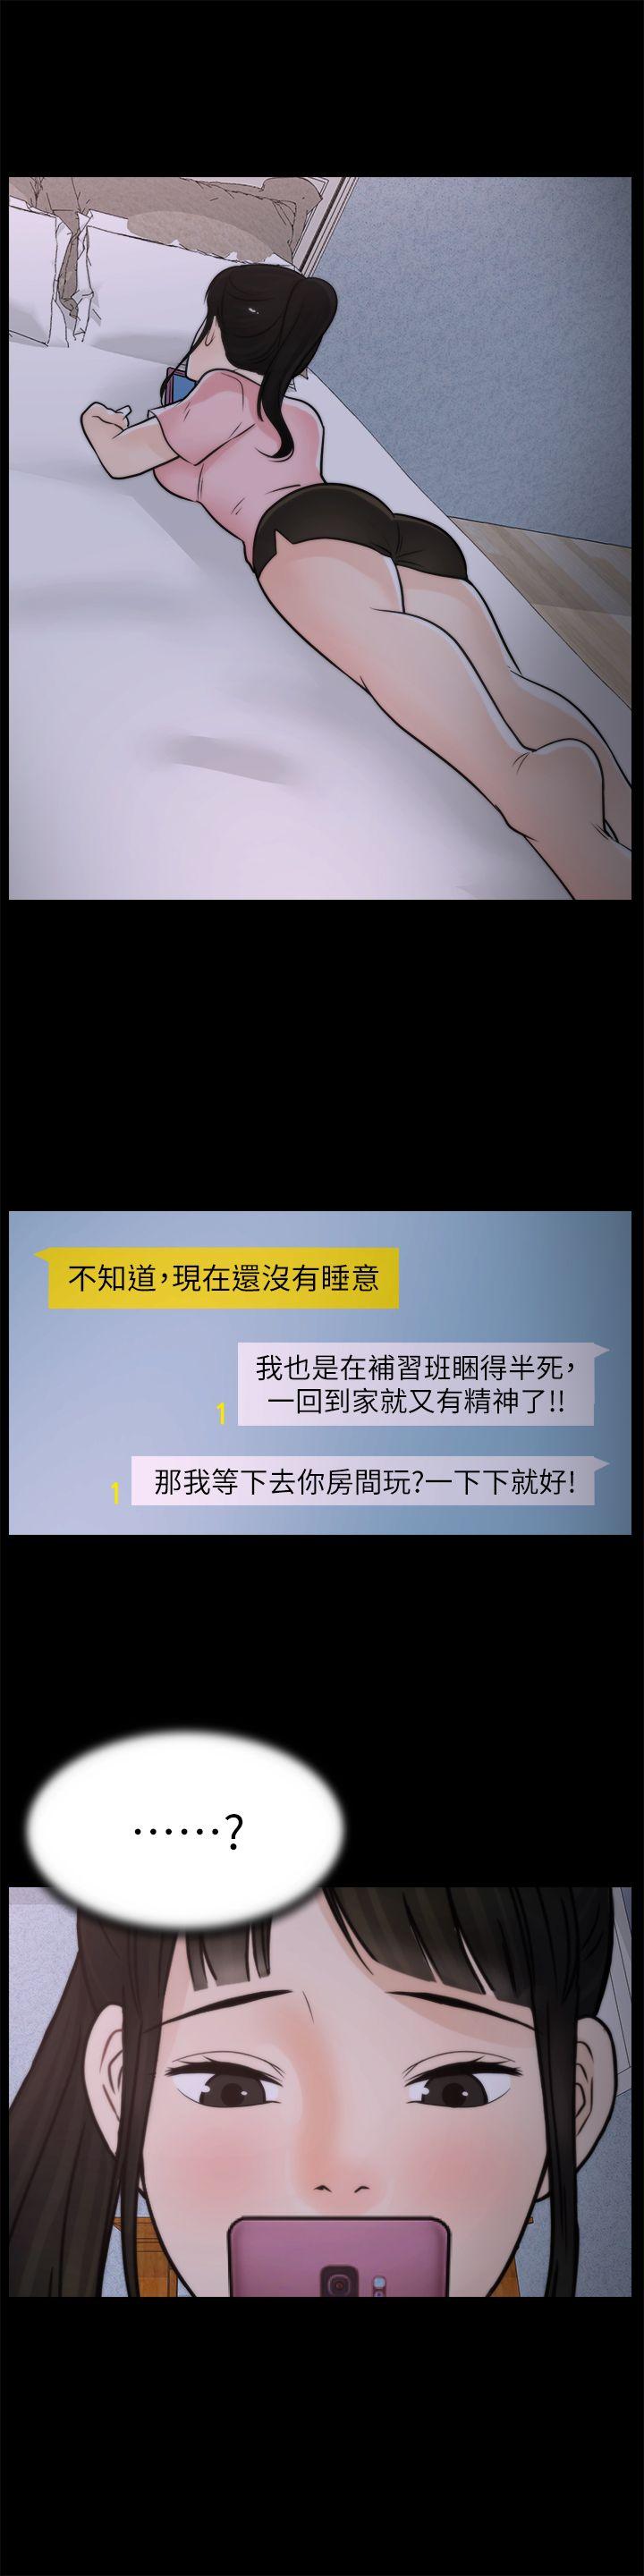 不知道,現在還沒有睡意
我也是在補習班睏得半死,
一回到家就又有精神了!!
1
那我等下去你房間玩?一下下就好!
1
……?